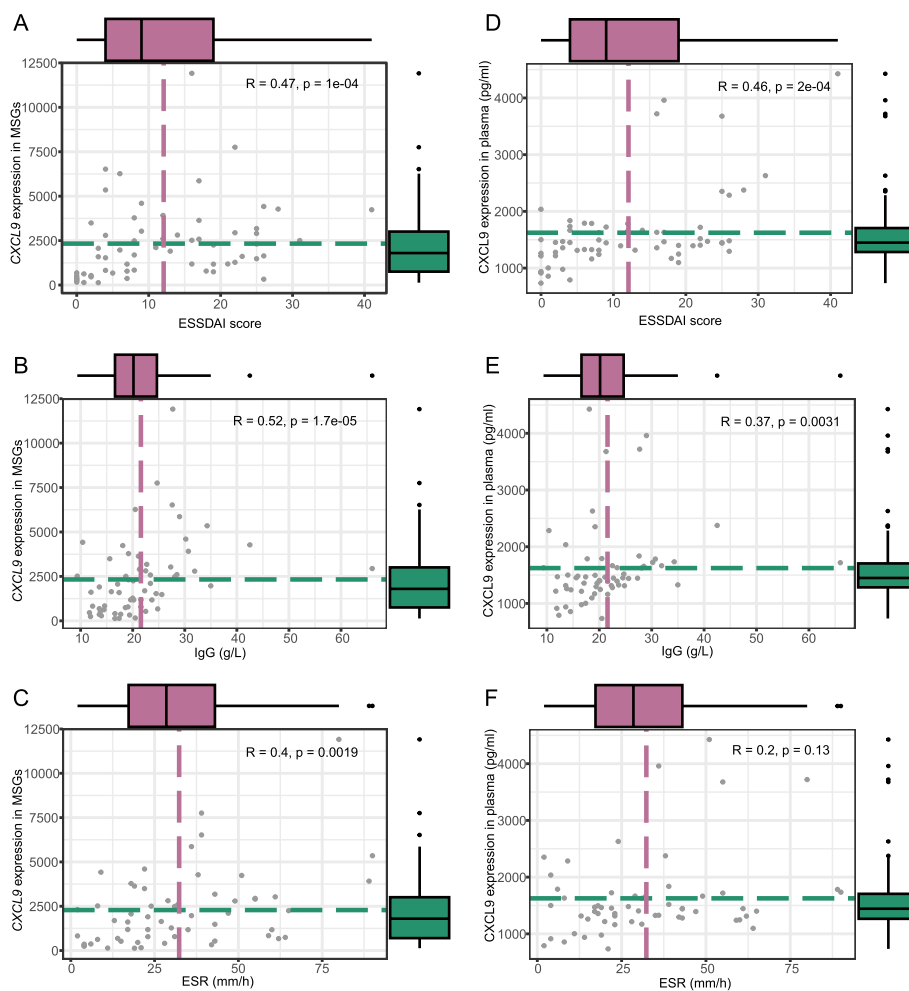 A
CXCL9 expression in MSGs
12500
10000
7500
5000
2500
0
R = 0.47, p = 1e-04
0 10 20 30 40
ESSDAI score
D
CXCL9 expression in plasma (pg/ml)
4000
3000
2000
1000
R = 0.46, p = 2e-04
0 10 20 30 40
ESSDAI score
B
CXCL9 expression in MSGs
12500
10000
7500
5000
2500
0
R = 0.52, p = 1.7e-05
10 20 30 40 50 60
IgG (g/L)
E
CXCL9 expression in plasma (pg/ml)
4000
3000
2000
1000
R = 0.37, p = 0.0031
10 20 30 40 50 60
IgG (g/L)
C
CXCL9 expression in MSGs
12500
10000
7500
5000
2500
0
R = 0.4, p = 0.0019
0 25 50 75
ESR (mm/h)
F
CXCL9 expression in plasma (pg/ml)
4000
3000
2000
1000
R = 0.2, p = 0.13
0 25 50 75
ESR (mm/h)